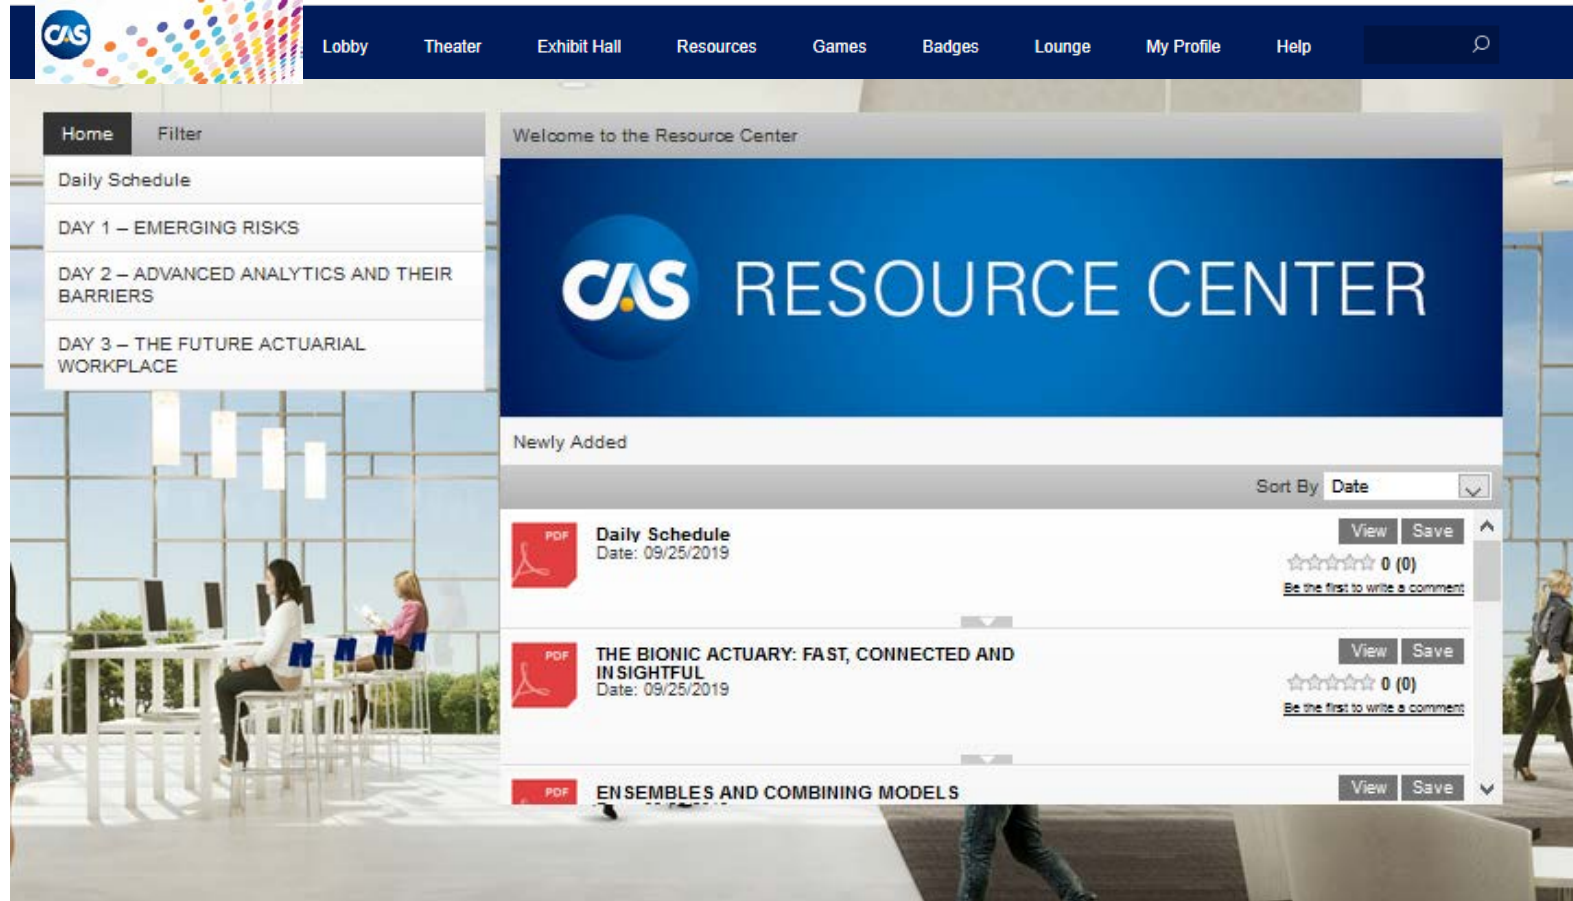 CAS
Lobby Theater Exhibit Hall Resources Games Badges Lounge My Profile Help
Home Filter
Daily Schedule
DAY 1 – EMERGING RISKS
DAY 2 – ADVANCED ANALYTICS AND THEIR
BARRIERS
DAY 3 – THE FUTURE ACTUARIAL
WORKPLACE
Welcome to the Resource Center
CAS RESOURCE CENTER
Newly Added
Sort By Date
PDF
Daily Schedule
Date: 09/25/2019
View Save
0 (0)
Be the first to write a comment
PDF
THE BIONIC ACTUARY: FAST, CONNECTED AND
INSIGHTFUL
Date: 09/25/2019
View Save
0 (0)
Be the first to write a comment
PDF
ENSEMBLES AND COMBINING MODELS
View Save